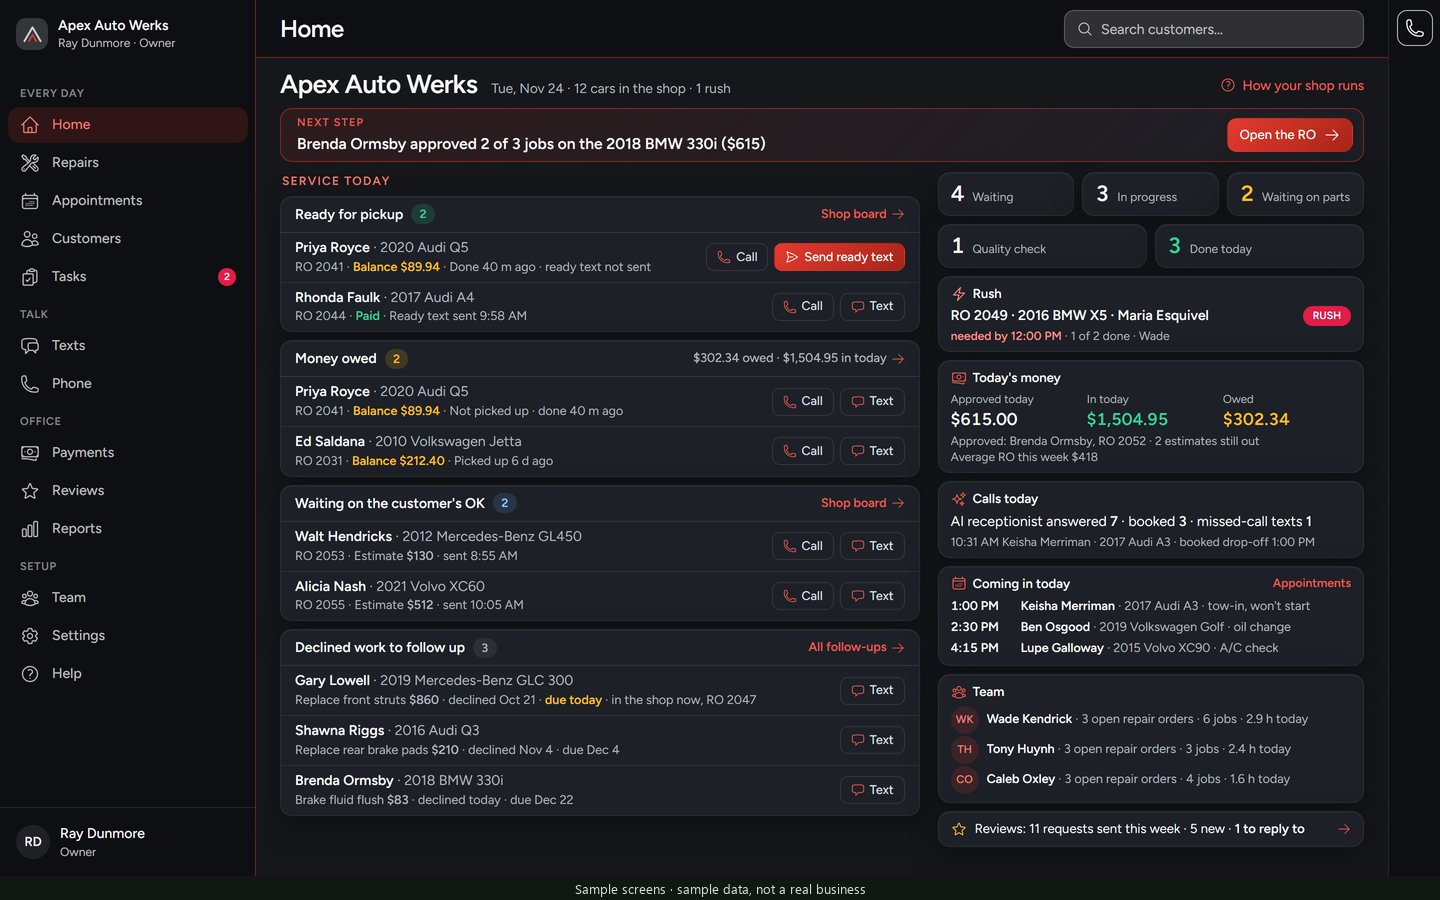 Apex Auto Werks
Ray Dunmore · Owner
EVERY DAY
Home
Repairs
Appointments
Customers
Tasks
2
TALK
Texts
Phone
OFFICE
Payments
Reviews
Reports
SETUP
Team
Settings
Help
RD
Ray Dunmore
Owner
Home
Search customers...
Apex Auto Werks
Tue, Nov 24 · 12 cars in the shop · 1 rush
How your shop runs
NEXT STEP
Brenda Ormsby approved 2 of 3 jobs on the 2018 BMW 330i ($615)
Open the RO
SERVICE TODAY
Ready for pickup 2
Shop board
Priya Royce · 2020 Audi Q5
RO 2041 · Balance $89.94 · Done 40 m ago · ready text not sent
Call
Send ready text
Rhonda Faulk · 2017 Audi A4
RO 2044 · Paid · Ready text sent 9:58 AM
Call
Text
Money owed 2
$302.34 owed · $1,504.95 in today
Priya Royce · 2020 Audi Q5
RO 2041 · Balance $89.94 · Not picked up · done 40 m ago
Call
Text
Ed Saldana · 2010 Volkswagen Jetta
RO 2031 · Balance $212.40 · Picked up 6 d ago
Call
Text
Waiting on the customer's OK 2
Shop board
Walt Hendricks · 2012 Mercedes-Benz GL450
RO 2053 · Estimate $130 · sent 8:55 AM
Call
Text
Alicia Nash · 2021 Volvo XC60
RO 2055 · Estimate $512 · sent 10:05 AM
Call
Text
Declined work to follow up 3
All follow-ups
Gary Lowell · 2019 Mercedes-Benz GLC 300
Replace front struts $860 · declined Oct 21 · due today · in the shop now, RO 2047
Text
Shawna Riggs · 2016 Audi Q3
Replace rear brake pads $210 · declined Nov 4 · due Dec 4
Text
Brenda Ormsby · 2018 BMW 330i
Brake fluid flush $83 · declined today · due Dec 22
Text
4 Waiting
3 In progress
2 Waiting on parts
1 Quality check
3 Done today
Rush
RO 2049 · 2016 BMW X5 · Maria Esquivel
needed by 12:00 PM · 1 of 2 done · Wade
RUSH
Today's money
Approved today
In today
Owed
$615.00
$1,504.95
$302.34
Approved: Brenda Ormsby, RO 2052 · 2 estimates still out
Average RO this week $418
Calls today
AI receptionist answered 7 · booked 3 · missed-call texts 1
10:31 AM Keisha Merriman · 2017 Audi A3 · booked drop-off 1:00 PM
Coming in today
Appointments
1:00 PM Keisha Merriman · 2017 Audi A3 · tow-in, won't start
2:30 PM Ben Osgood · 2019 Volkswagen Golf · oil change
4:15 PM Lupe Galloway · 2015 Volvo XC90 · A/C check
Team
WK Wade Kendrick · 3 open repair orders · 6 jobs · 2.9 h today
TH Tony Huynh · 3 open repair orders · 3 jobs · 2.4 h today
CO Caleb Oxley · 3 open repair orders · 4 jobs · 1.6 h today
Reviews: 11 requests sent this week · 5 new · 1 to reply to
Sample screens · sample data, not a real business